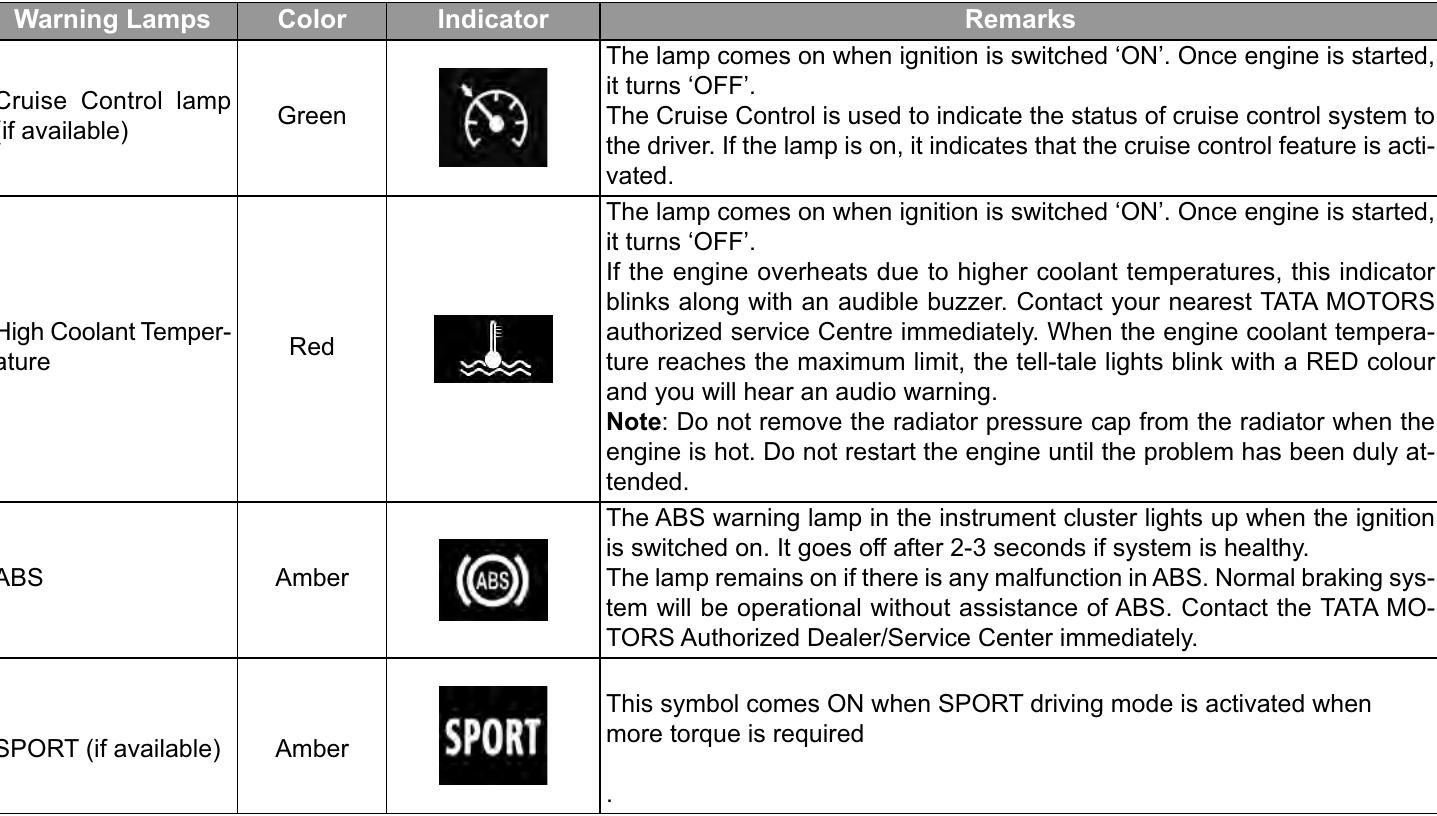 Warning Lamps Color Indicator Remarks
Cruise Control lamp
(if available)
Green
The lamp comes on when ignition is switched ‘ON’. Once engine is started,
it turns ‘OFF’.
The Cruise Control is used to indicate the status of cruise control system to
the driver. If the lamp is on, it indicates that the cruise control feature is acti-
vated.
High Coolant Temper-
ature
Red
The lamp comes on when ignition is switched ‘ON’. Once engine is started,
it turns ‘OFF’.
If the engine overheats due to higher coolant temperatures, this indicator
blinks along with an audible buzzer. Contact your nearest TATA MOTORS
authorized service Centre immediately. When the engine coolant tempera-
ture reaches the maximum limit, the tell-tale lights blink with a RED colour
and you will hear an audio warning.
Note: Do not remove the radiator pressure cap from the radiator when the
engine is hot. Do not restart the engine until the problem has been duly at-
tended.
ABS
Amber
ABS
The ABS warning lamp in the instrument cluster lights up when the ignition
is switched on. It goes off after 2-3 seconds if system is healthy.
The lamp remains on if there is any malfunction in ABS. Normal braking sys-
tem will be operational without assistance of ABS. Contact the TATA MO-
TORS Authorized Dealer/Service Center immediately.
SPORT (if available)
Amber
SPORT
This symbol comes ON when SPORT driving mode is activated when
more torque is required
.